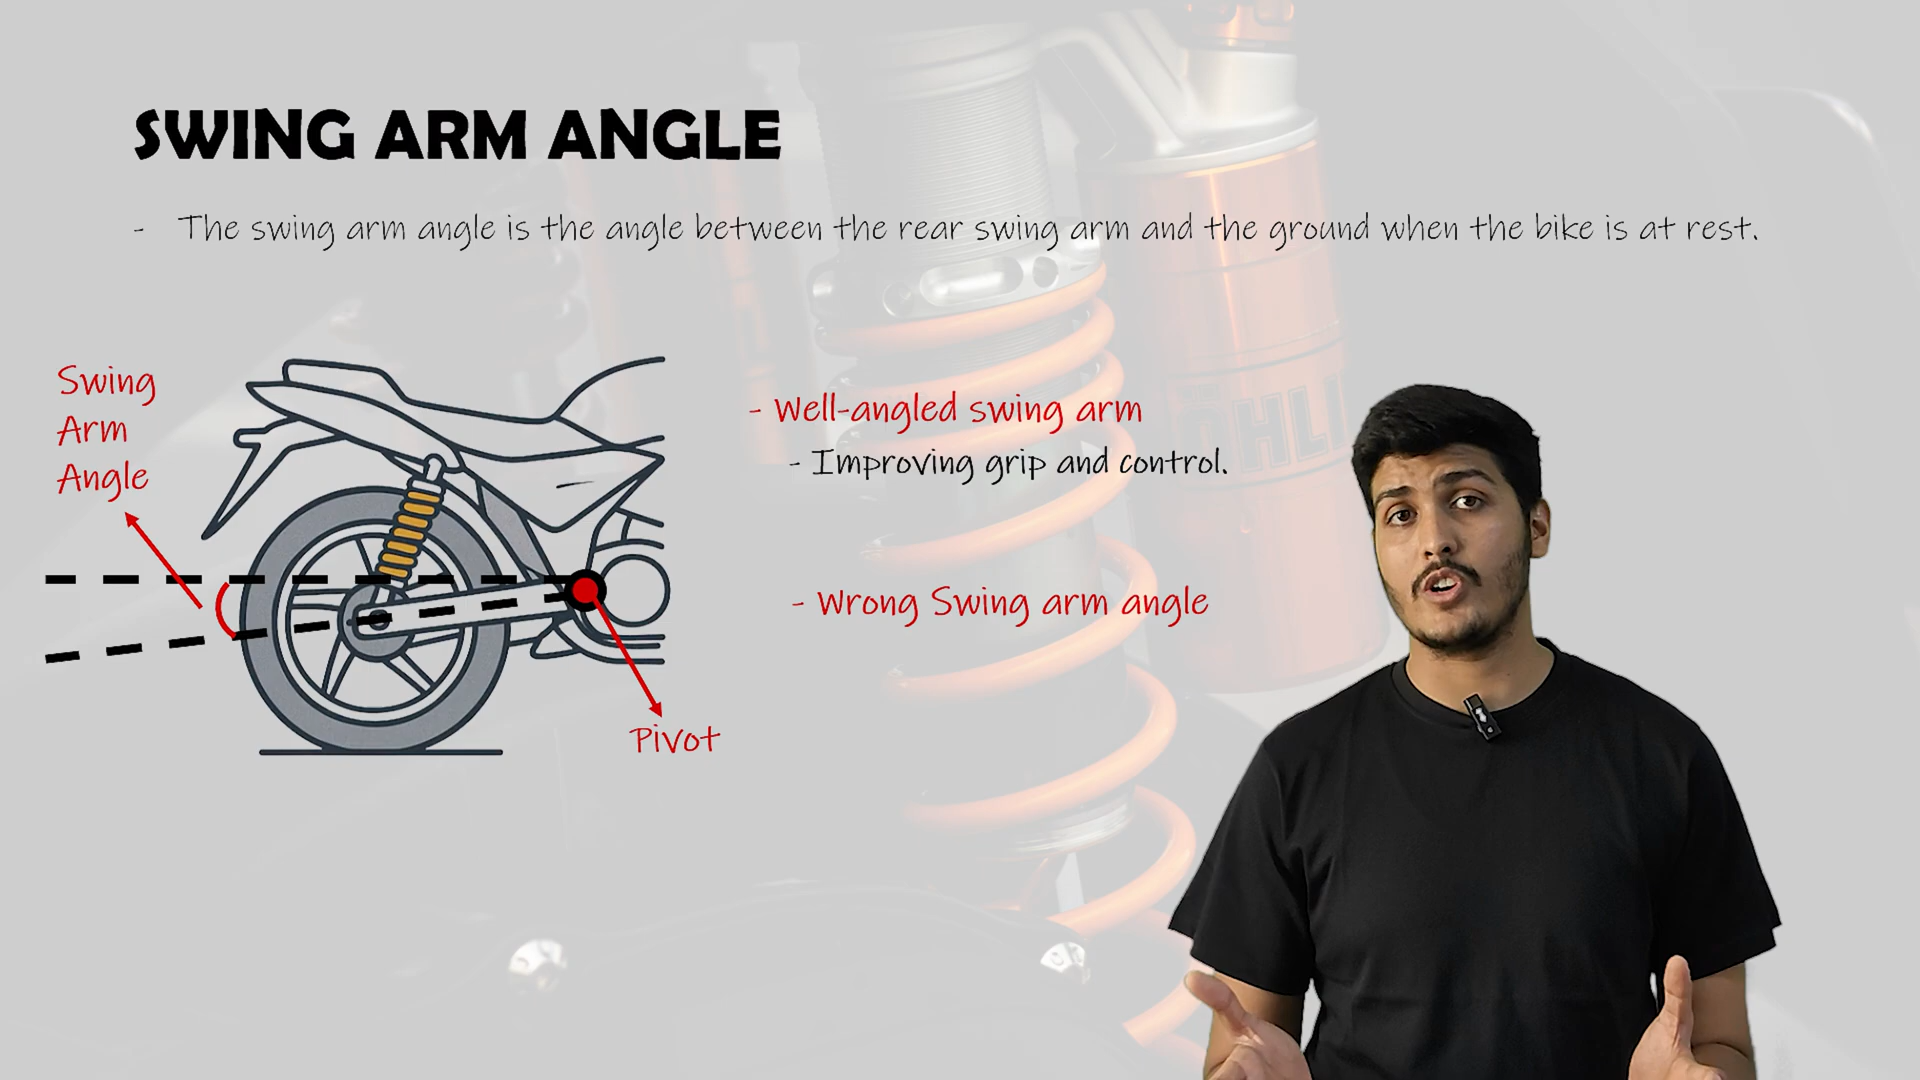 SWING ARM ANGLE
- The swing arm angle is the angle between the rear swing arm and the ground when the bike is at rest.
Swing
Arm
Angle
- Well-angled swing arm
- Improving grip and control.
- Wrong Swing arm angle
Pivot
ÖHLI